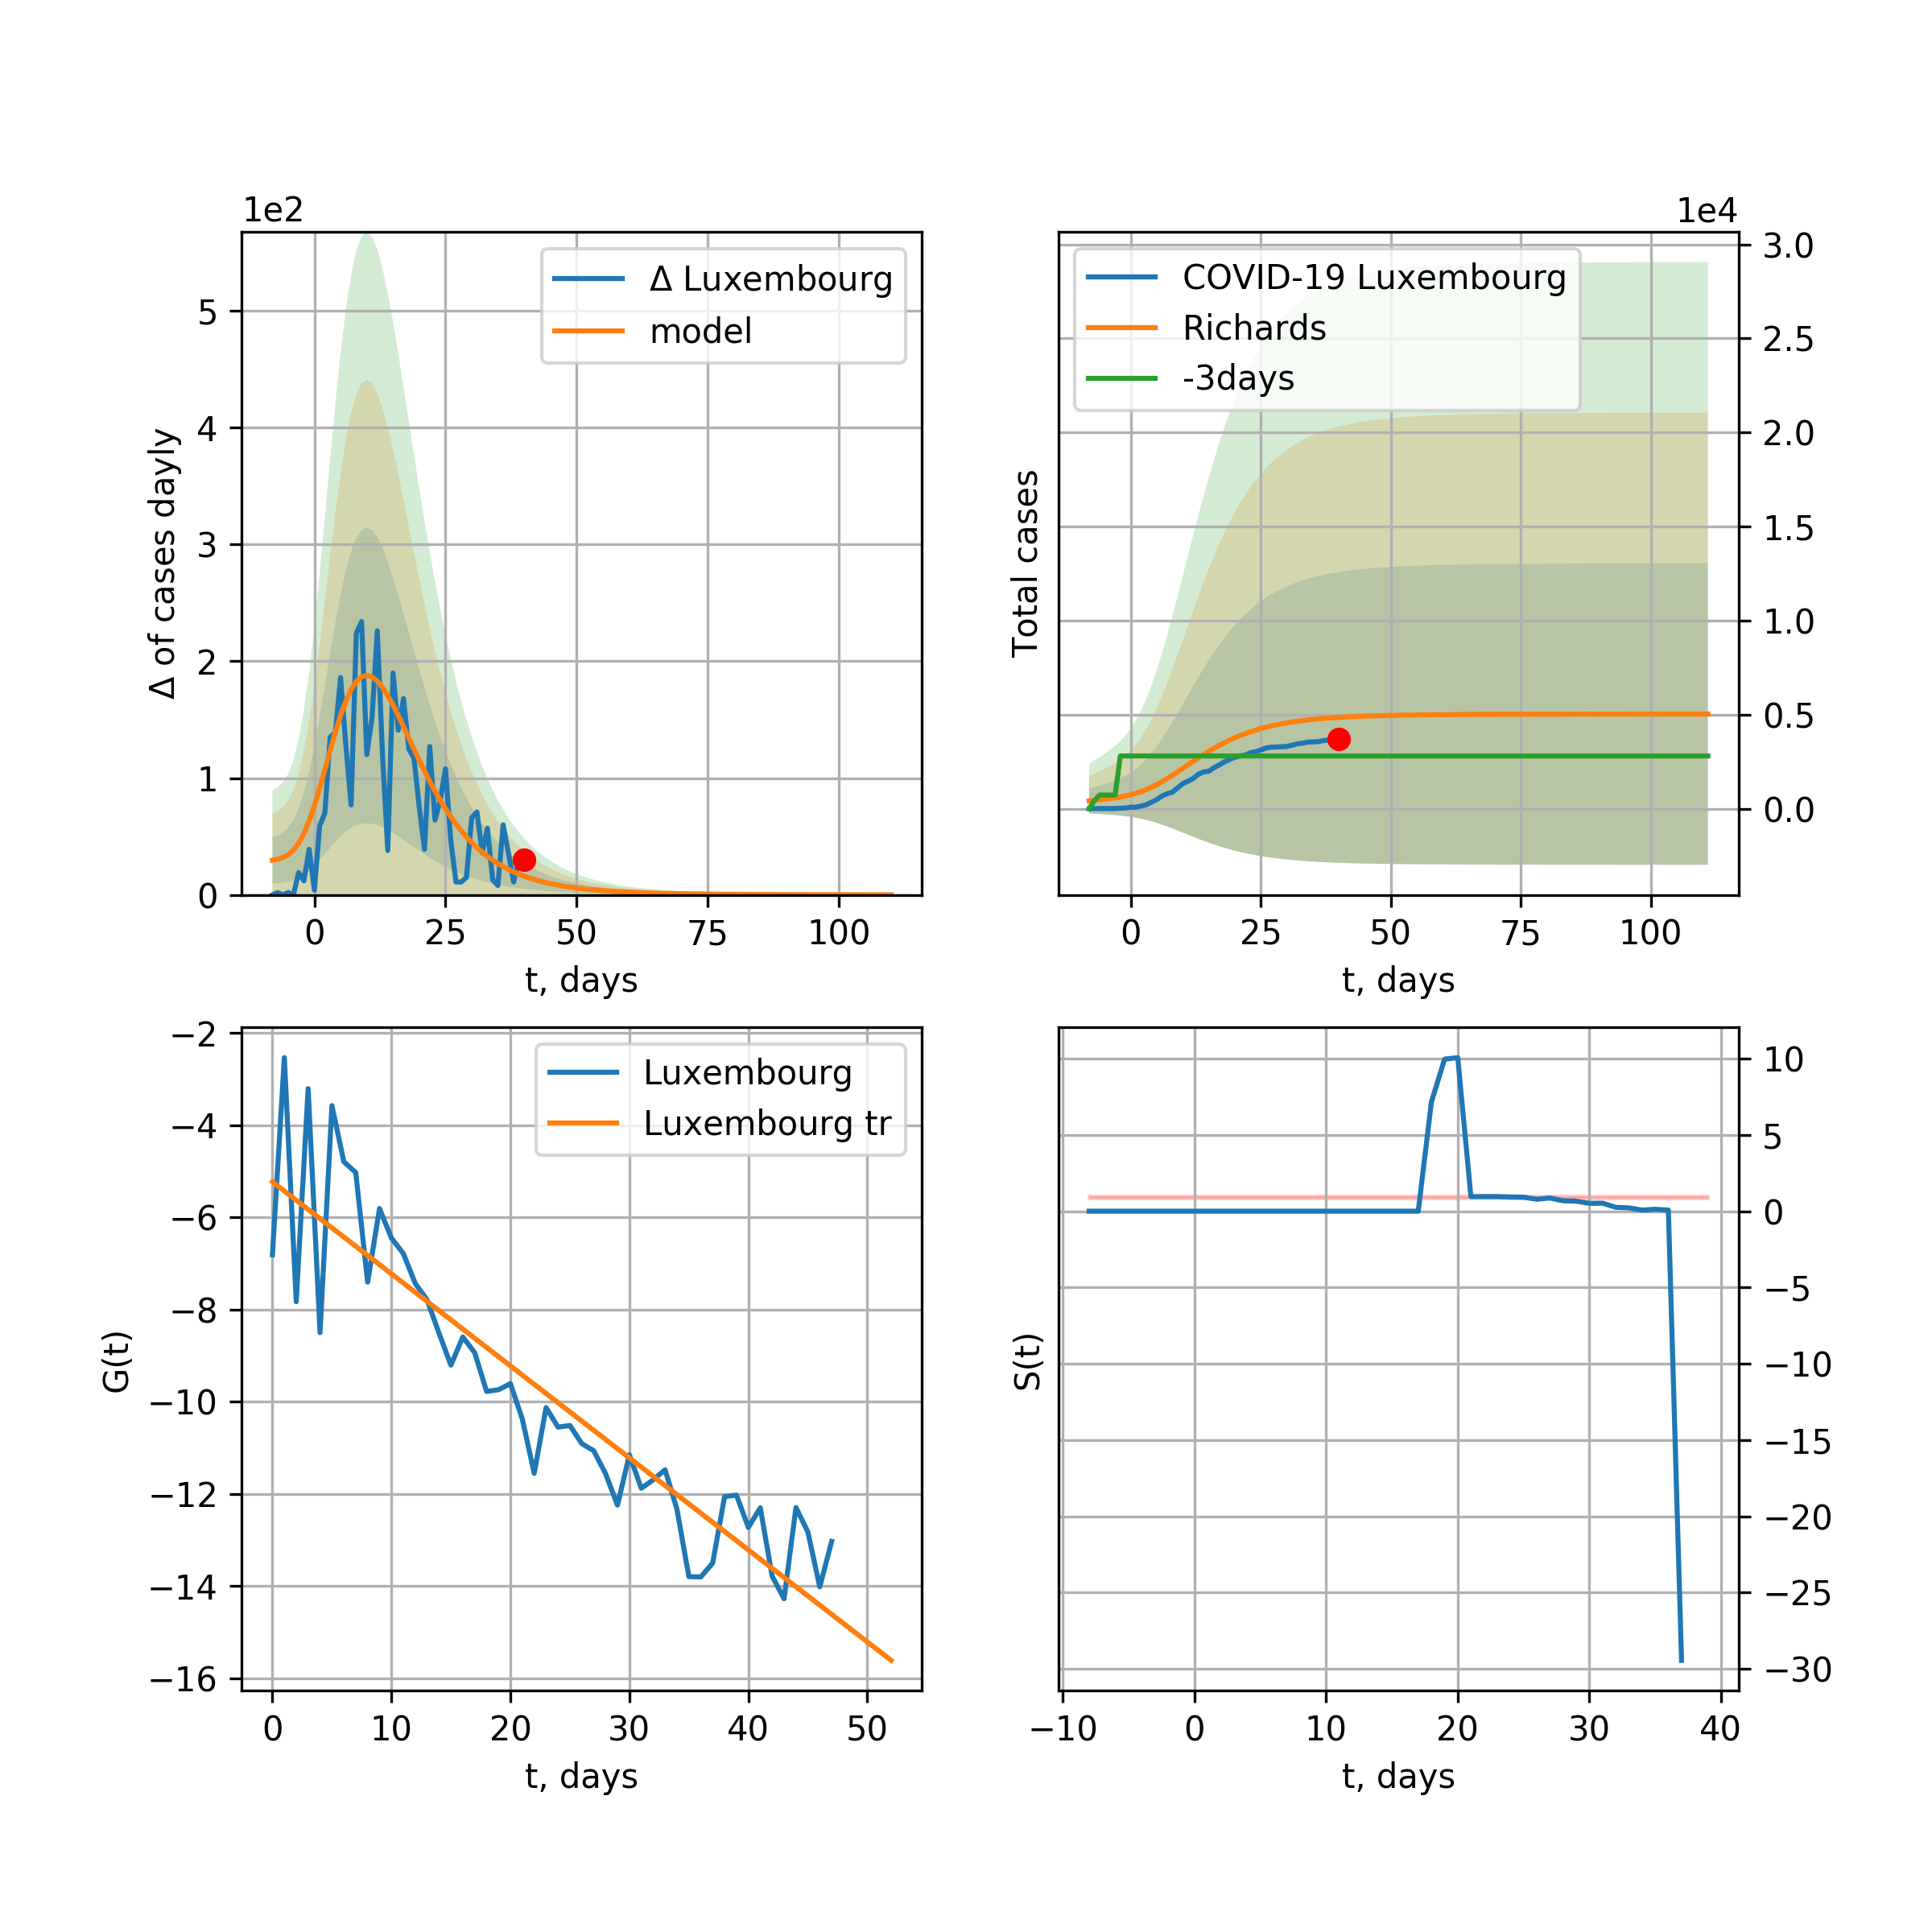 1e2
Δ of cases dayly
5
4
3
2
1
0
Δ Luxembourg
model
0 25 50 75 100
t, days
1e4
Total cases
COVID-19 Luxembourg
Richards
-3days
3.0
2.5
2.0
1.5
1.0
0.5
0.0
0 25 50 75 100
t, days
G(t)
−2
−4
−6
−8
−10
−12
−14
−16
Luxembourg
Luxembourg tr
0 10 20 30 40 50
t, days
S(t)
10
5
0
−5
−10
−15
−20
−25
−30
−10 0 10 20 30 40
t, days